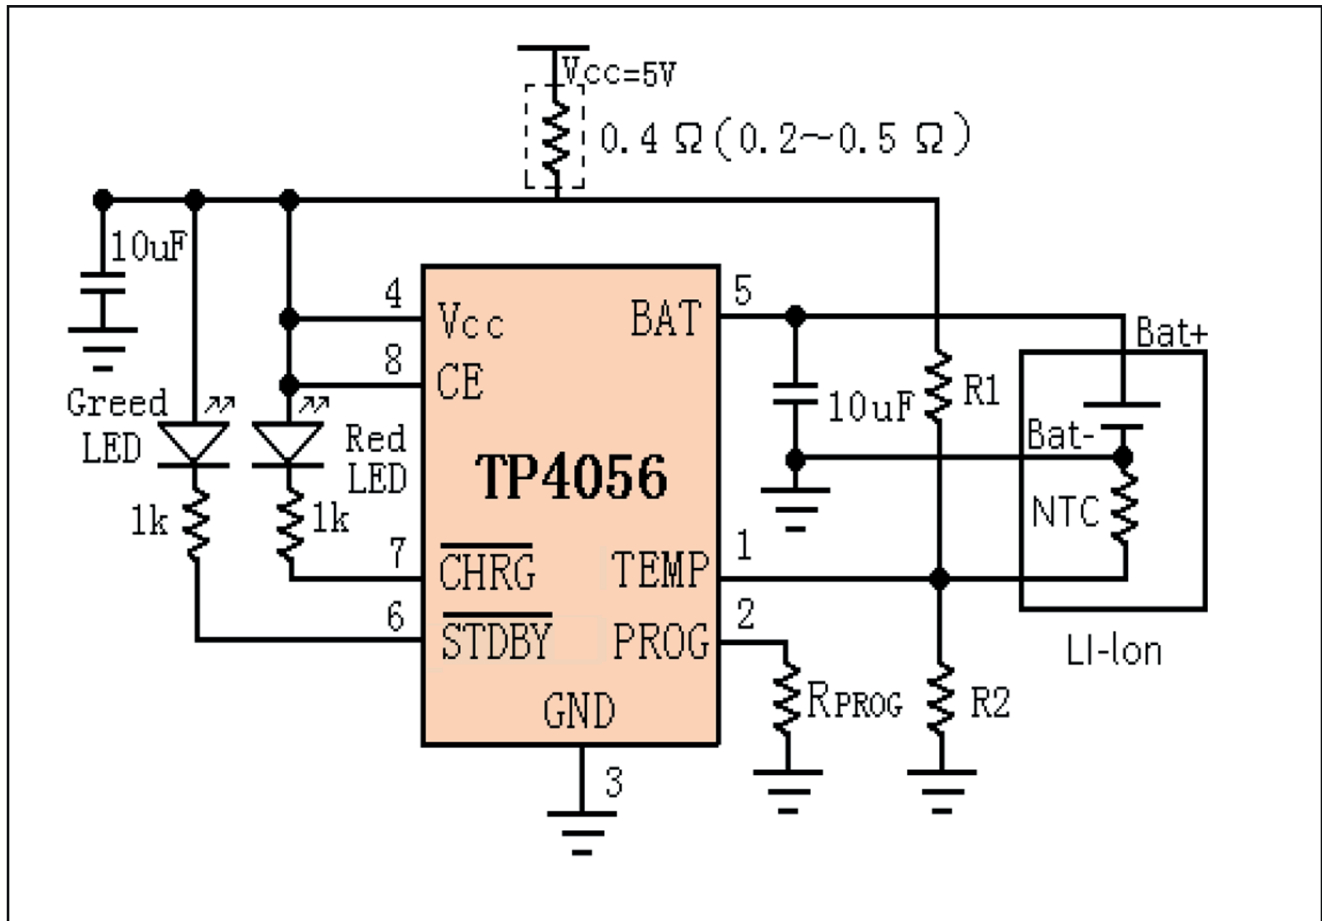 Vcc=5V
0.4 Ω(0.2～0.5 Ω)
10uF
4
Vcc
BAT
5
Bat+
8
CE
Greed
LED
Red
LED
10uF
R1
Bat-
TP4056
1k
1k
NTC
7
CHRG
TEMP
1
6
STDBY
PROG
2
LI-lon
RPROG
R2
GND
3